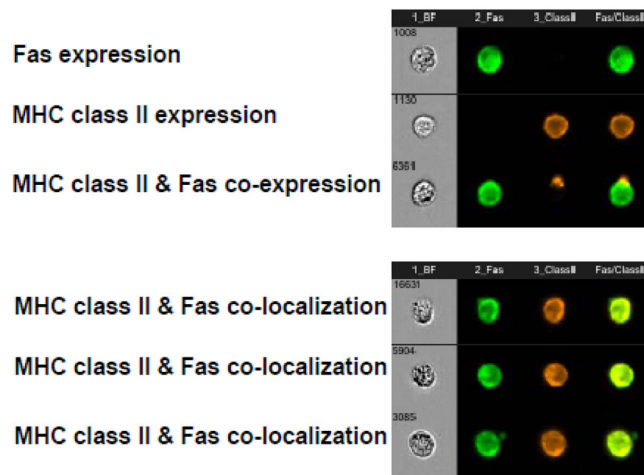 1_BF 2_Fas 3_ClassII Fas/ClassII
Fas expression
1008
MHC class II expression
1130
MHC class II & Fas co-expression
6361
1_BF 2_Fas 3_ClassII Fas/ClassII
MHC class II & Fas co-localization
16631
MHC class II & Fas co-localization
5904
MHC class II & Fas co-localization
3085